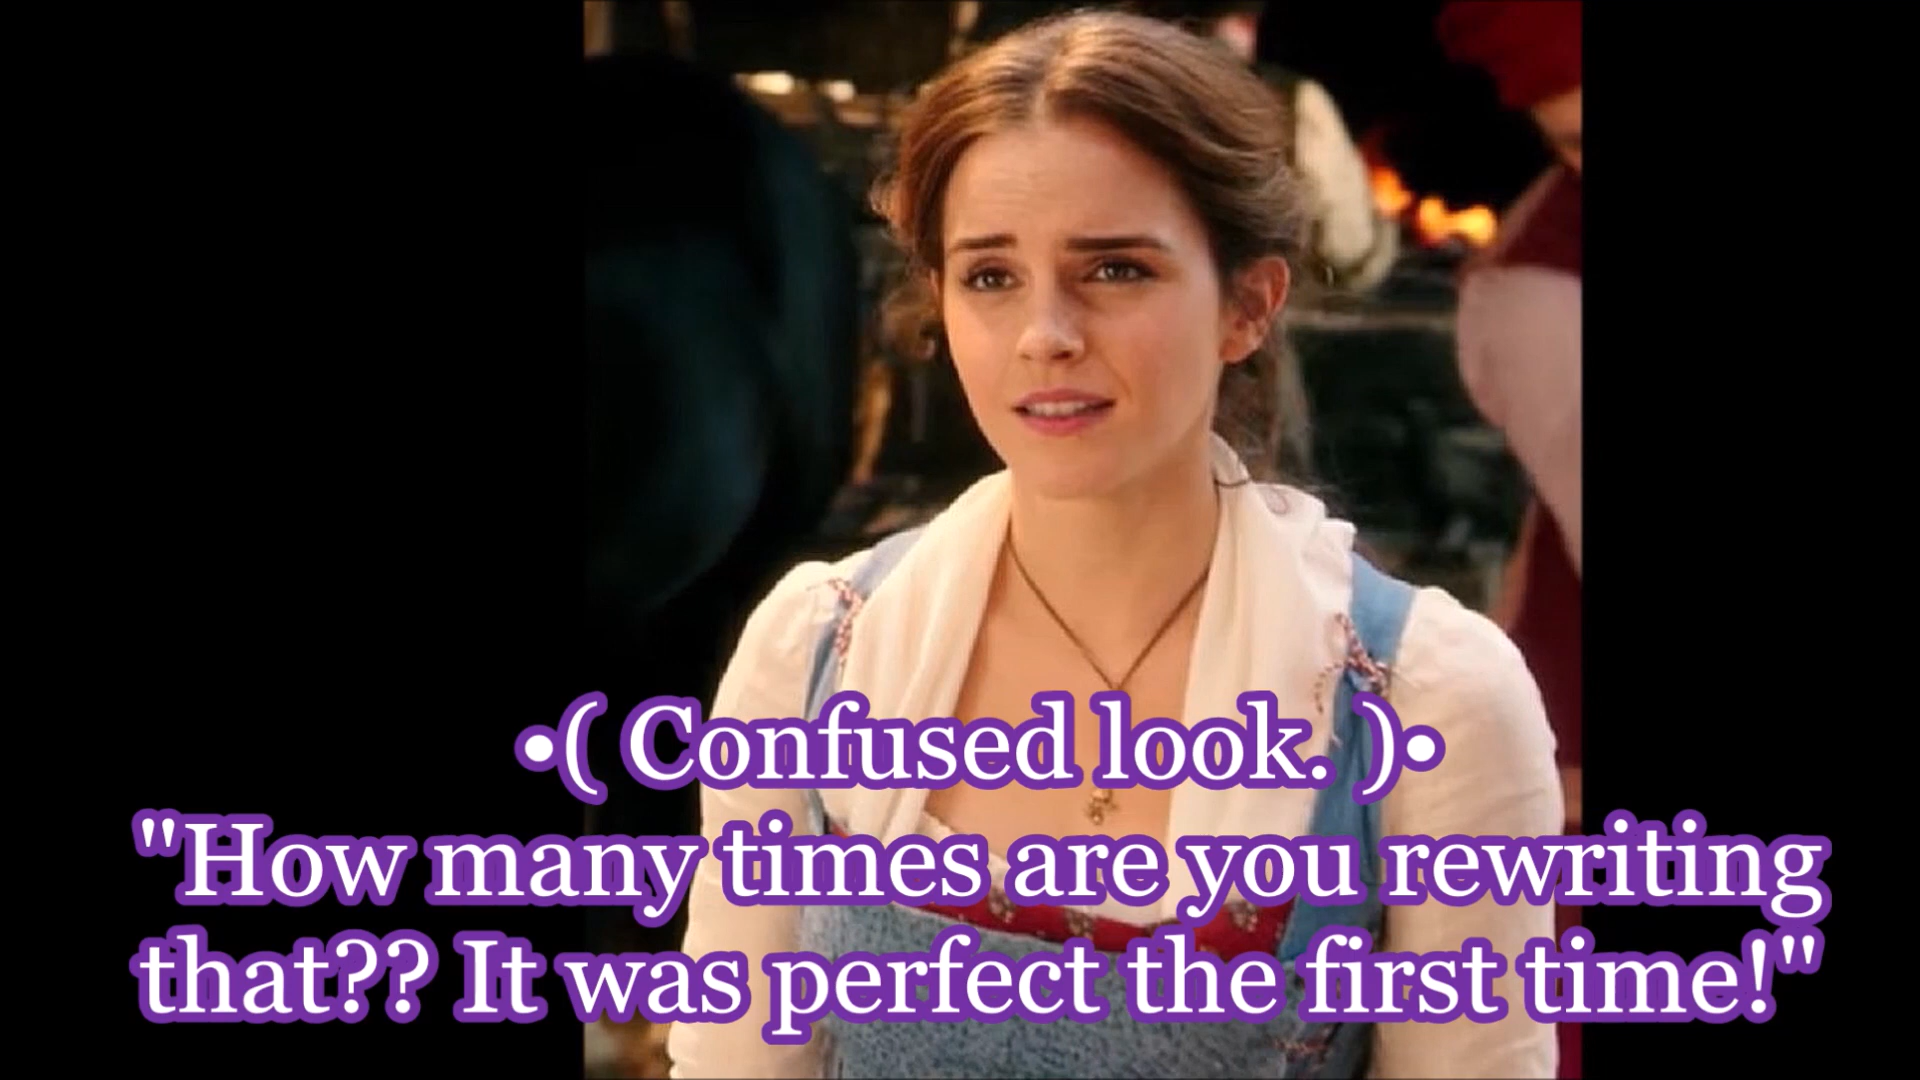 •( Confused look. )•
"How many times are you rewriting
that?? It was perfect the first time!"